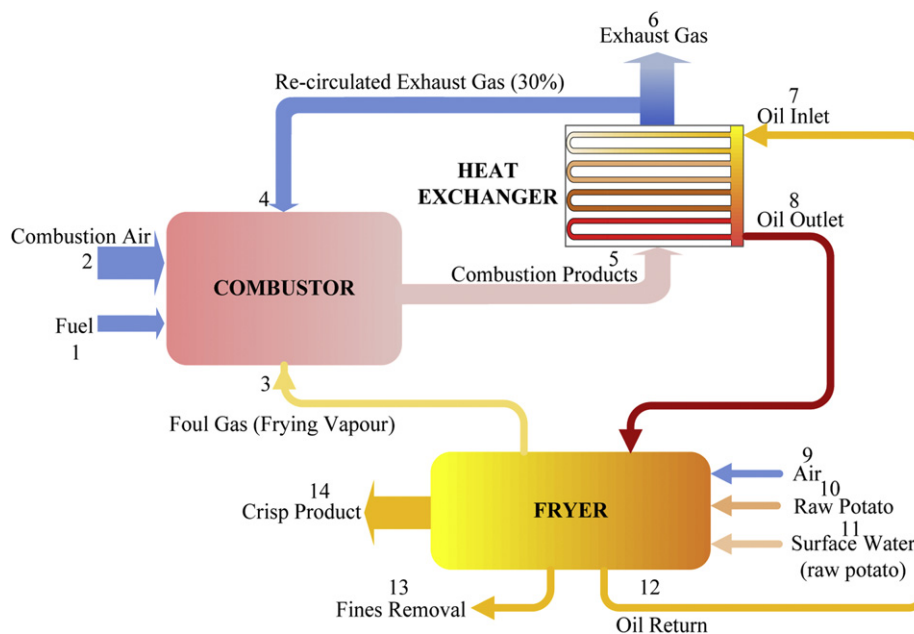 6
Exhaust Gas
Re-circulated Exhaust Gas (30%)
7
Oil Inlet
HEAT
EXCHANGER
8
Oil Outlet
4
Combustion Air
2
5
Combustion Products
COMBUSTOR
Fuel
1
3
Foul Gas (Frying Vapour)
9
Air
14
Crisp Product
FRYER
10
Raw Potato
11
Surface Water
(raw potato)
13
Fines Removal
12
Oil Return